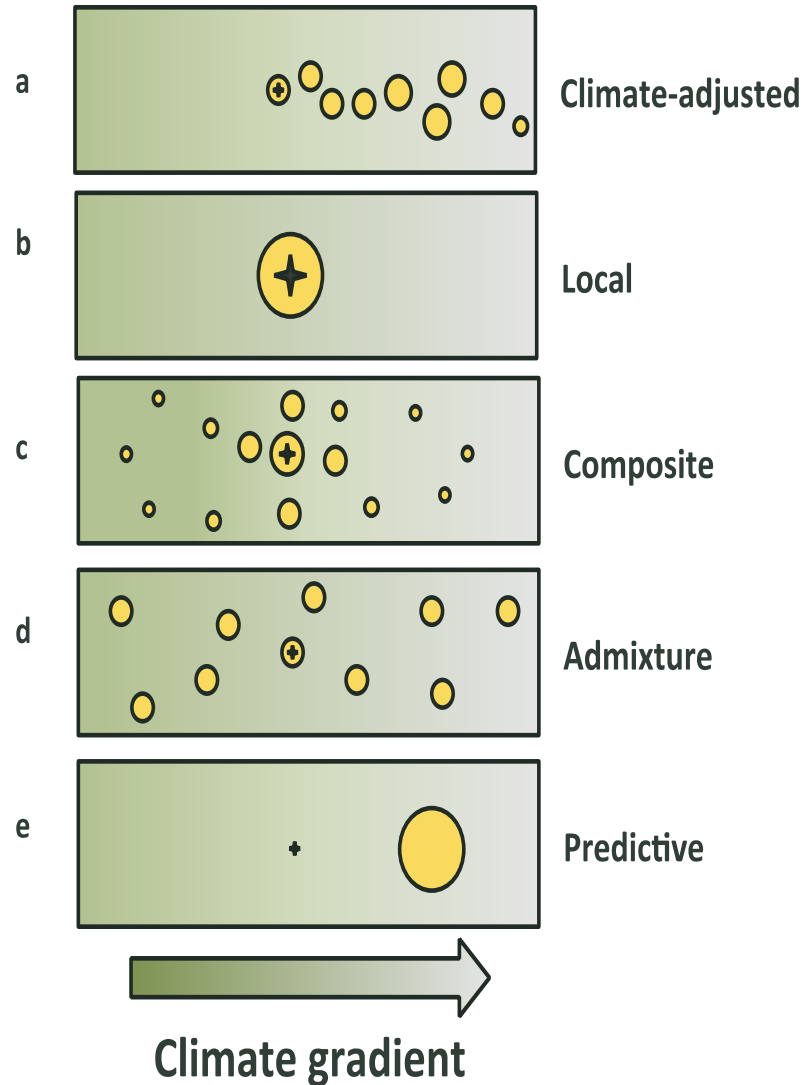 a
Climate-adjusted
b
Local
c
Composite
d
Admixture
e
Predictive
Climate gradient